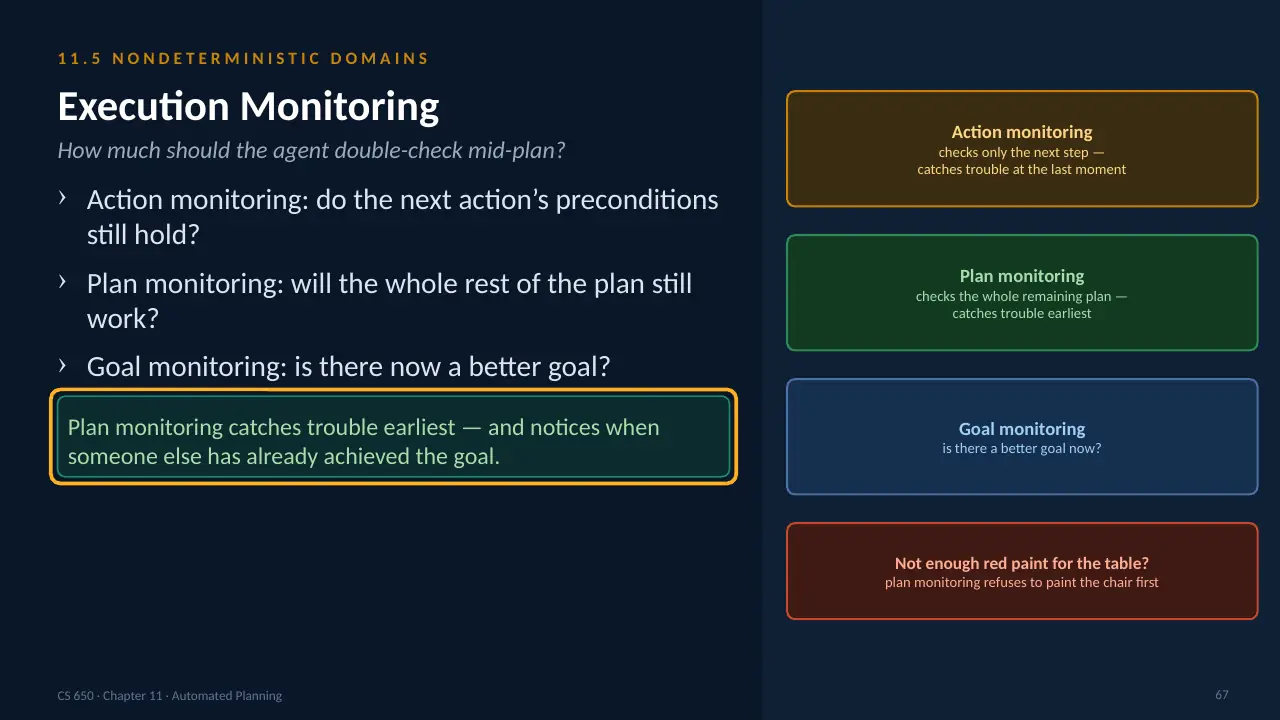 11.5 NONDETERMINISTIC DOMAINS
Execution Monitoring
How much should the agent double-check mid-plan?
› Action monitoring: do the next action’s preconditions
still hold?
› Plan monitoring: will the whole rest of the plan still
work?
› Goal monitoring: is there now a better goal?
Plan monitoring catches trouble earliest — and notices when
someone else has already achieved the goal.
Action monitoring
checks only the next step —
catches trouble at the last moment
Plan monitoring
checks the whole remaining plan —
catches trouble earliest
Goal monitoring
is there a better goal now?
Not enough red paint for the table?
plan monitoring refuses to paint the chair first
CS 650 · Chapter 11 · Automated Planning
67